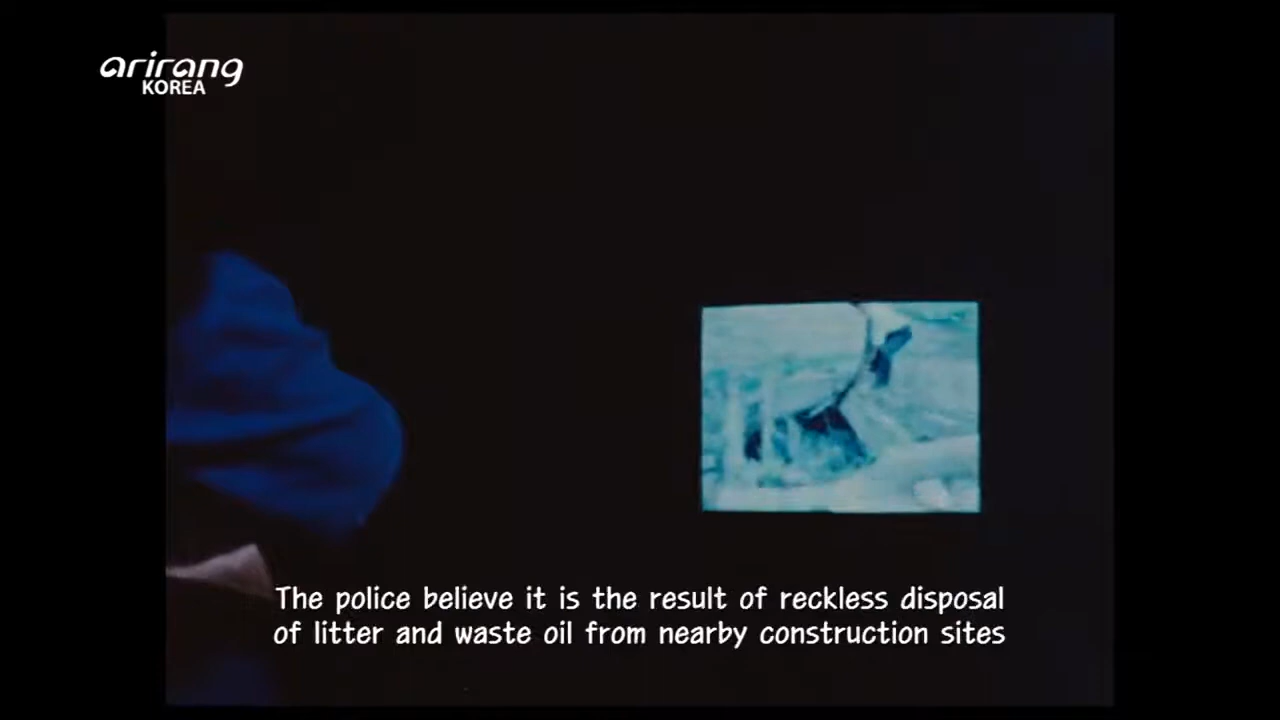 arirang
KOREA
The police believe it is the result of reckless disposal
of litter and waste oil from nearby construction sites